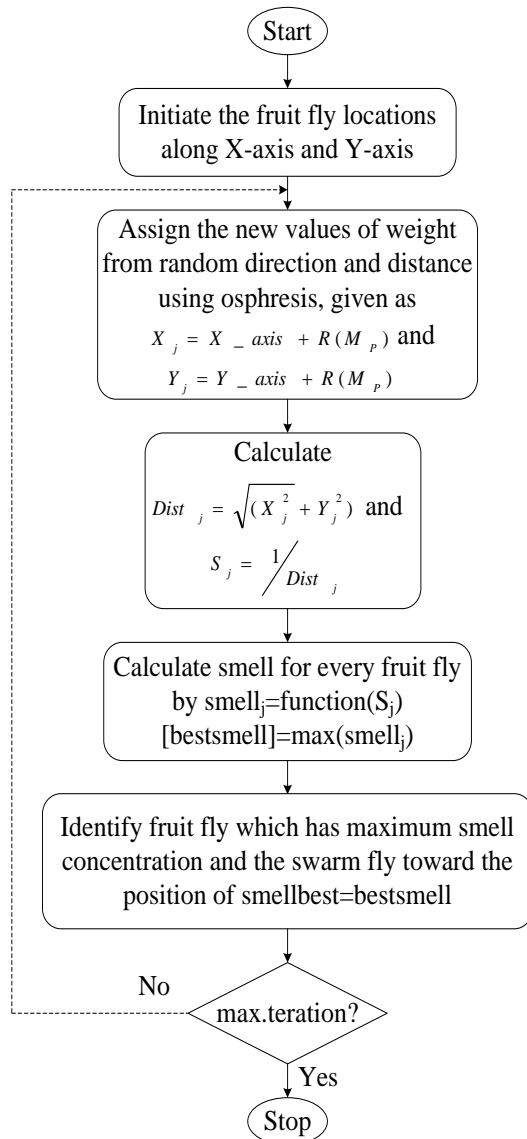 Start
Initiate the fruit fly locations
along X-axis and Y-axis
Assign the new values of weight
from random direction and distance
using osphresis, given as
X_j = X_axis + R(M_P) and
Y_j = Y_axis + R(M_P)
Calculate
Dist_j = √(X_j^2 + Y_j^2) and
S_j = 1/Dist_j
Calculate smell for every fruit fly
by smell_j=function(S_j)
[bestsmell]=max(smell_j)
Identify fruit fly which has maximum smell
concentration and the swarm fly toward the
position of smellbest=bestsmell
No
max.teration?
Yes
Stop